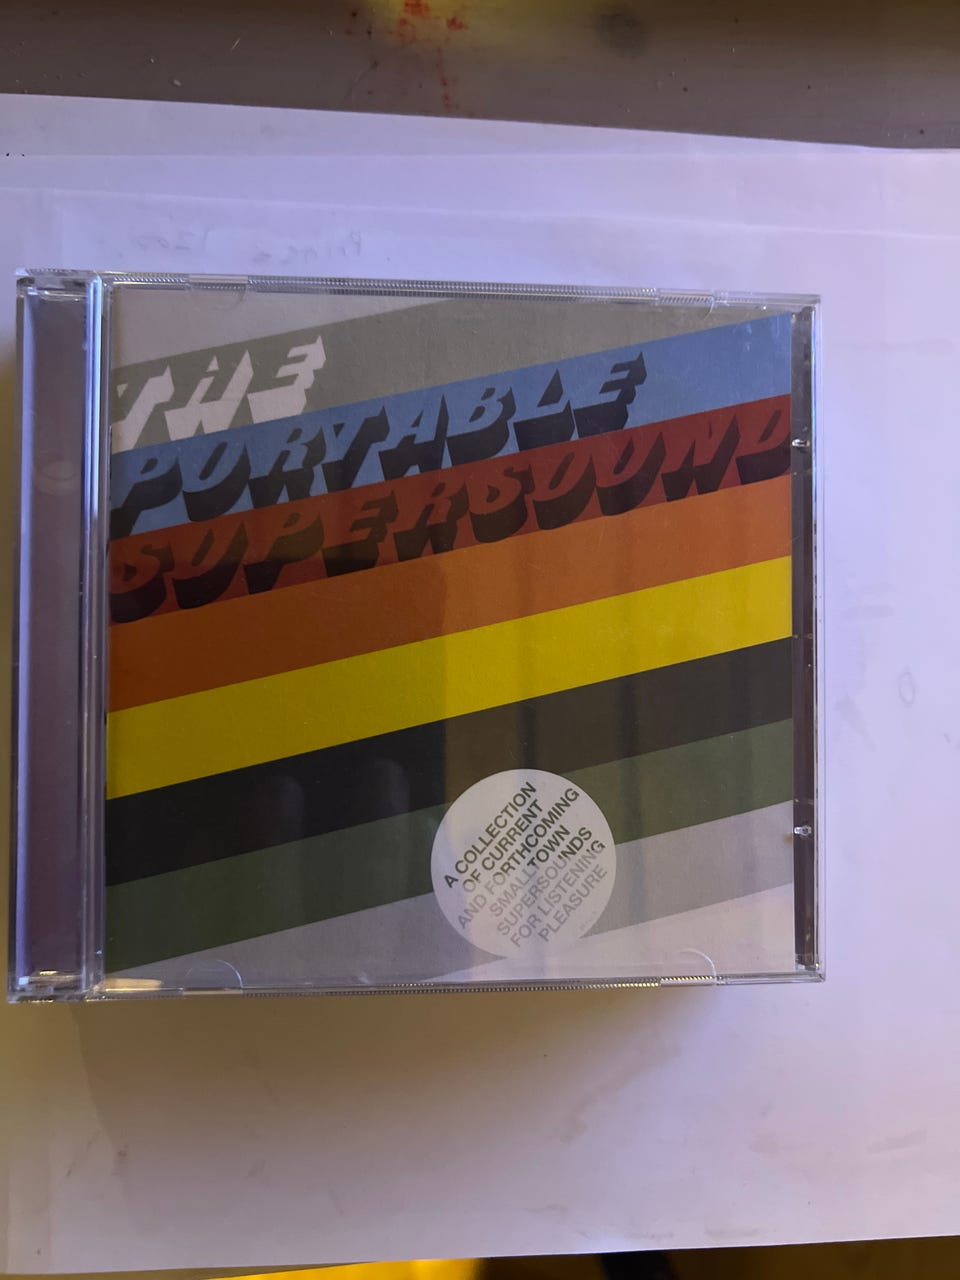 THE
PORTABLE
SUPERSOUND
A COLLECTION
OF CURRENT
AND FORTHCOMING
SMALLTOWN
SUPERSOUNDS
FOR LISTENING
PLEASURE